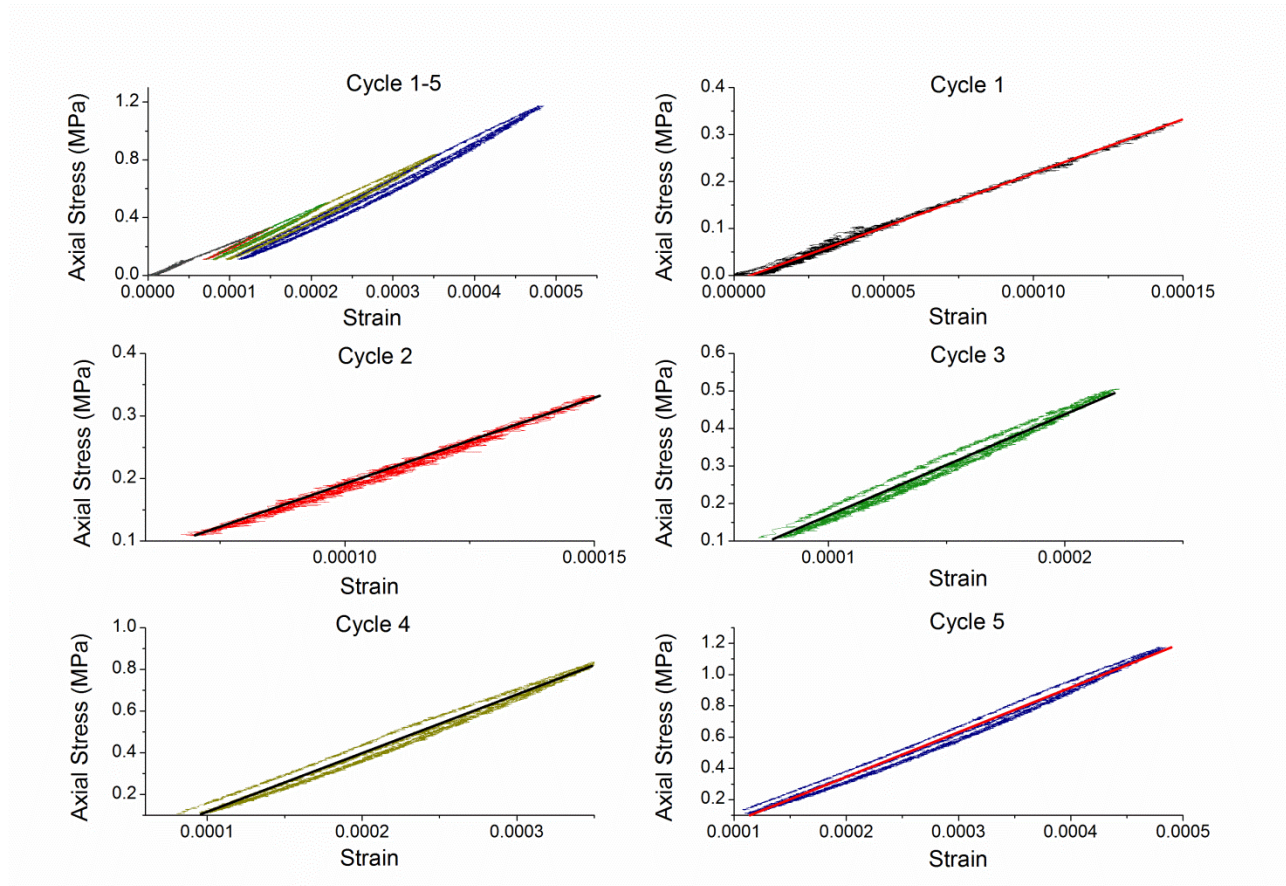 Cycle 1-5
Axial Stress (MPa)
1.2
0.8
0.4
0.0
0.0000 0.0001 0.0002 0.0003 0.0004 0.0005
Strain
Cycle 1
Axial Stress (MPa)
0.4
0.3
0.2
0.1
0.0
0.00000 0.00005 0.00010 0.00015
Strain
Cycle 2
Axial Stress (MPa)
0.4
0.3
0.2
0.1
0.00010 0.00015
Strain
Cycle 3
Axial Stress (MPa)
0.6
0.5
0.4
0.3
0.2
0.1
0.0001 0.0002
Strain
Cycle 4
Axial Stress (MPa)
1.0
0.8
0.6
0.4
0.2
0.0001 0.0002 0.0003
Strain
Cycle 5
Axial Stress (MPa)
1.2
1.0
0.8
0.6
0.4
0.2
0.0001 0.0002 0.0003 0.0004 0.0005
Strain